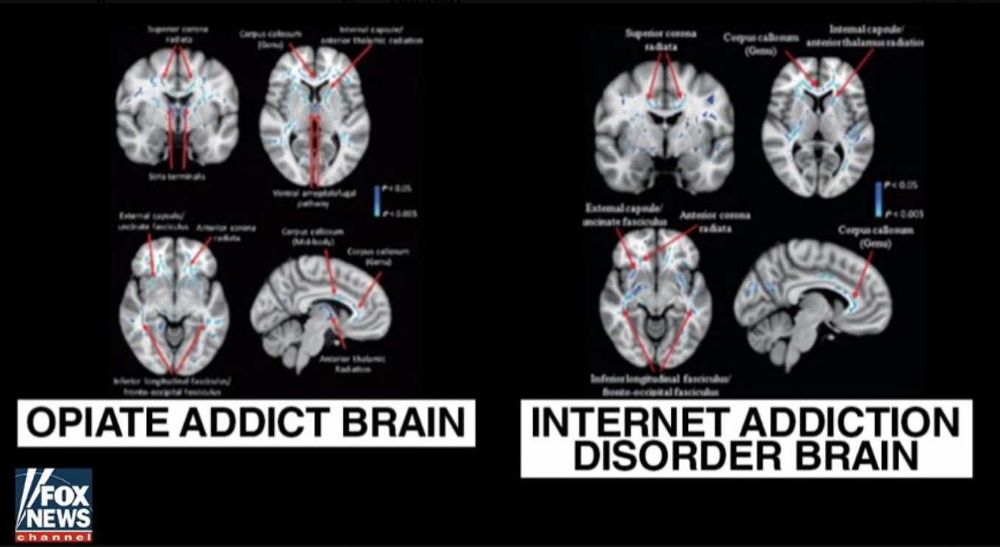 Superior corona
radiata
Corpus callosum
(Genu)
Internal capsule/
anterior thalamic radiation
Stria terminalis
Ventral amygdalofugal
pathway
P < 0.05
P < 0.005
External capsule/
uncinate fasciculus
Anterior corona
radiata
Corpus callosum
(Mid-body)
Corpus callosum
(Genu)
Anterior thalamic
Radiation
Inferior longitudinal fasciculus/
fronto-occipital fasciculus
OPIATE ADDICT BRAIN
Superior corona
radiata
Corpus callosum
(Genu)
Internal capsule/
anterior thalamus radiation
P < 0.05
P < 0.005
External capsule/
uncinate fasciculus
Anterior corona
radiata
Corpus callosum
(Genu)
Inferior longitudinal fasciculus/
fronto-occipital fasciculus
INTERNET ADDICTION
DISORDER BRAIN
FOX
NEWS
channel